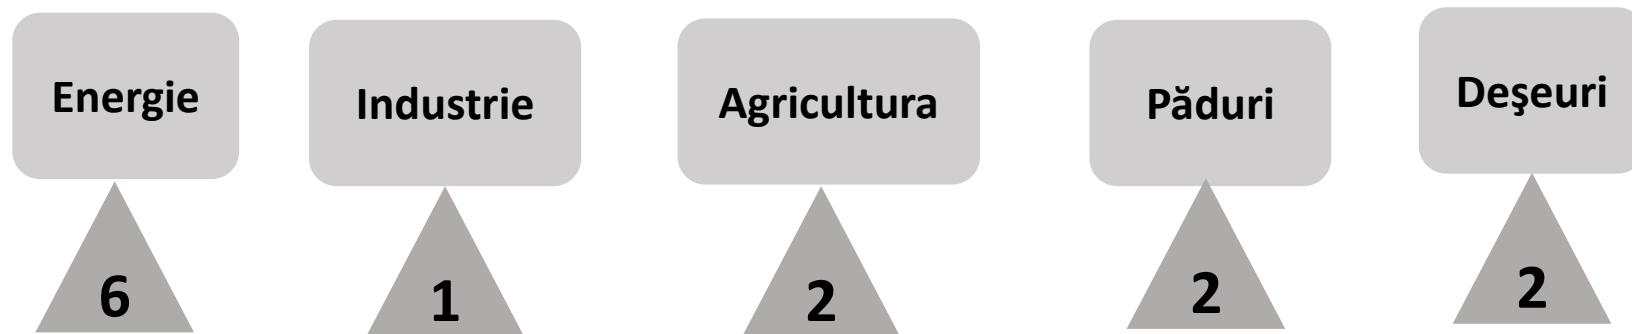 Energie
Industrie
Agricultura
Păduri
Deşeuri
6
1
2
2
2